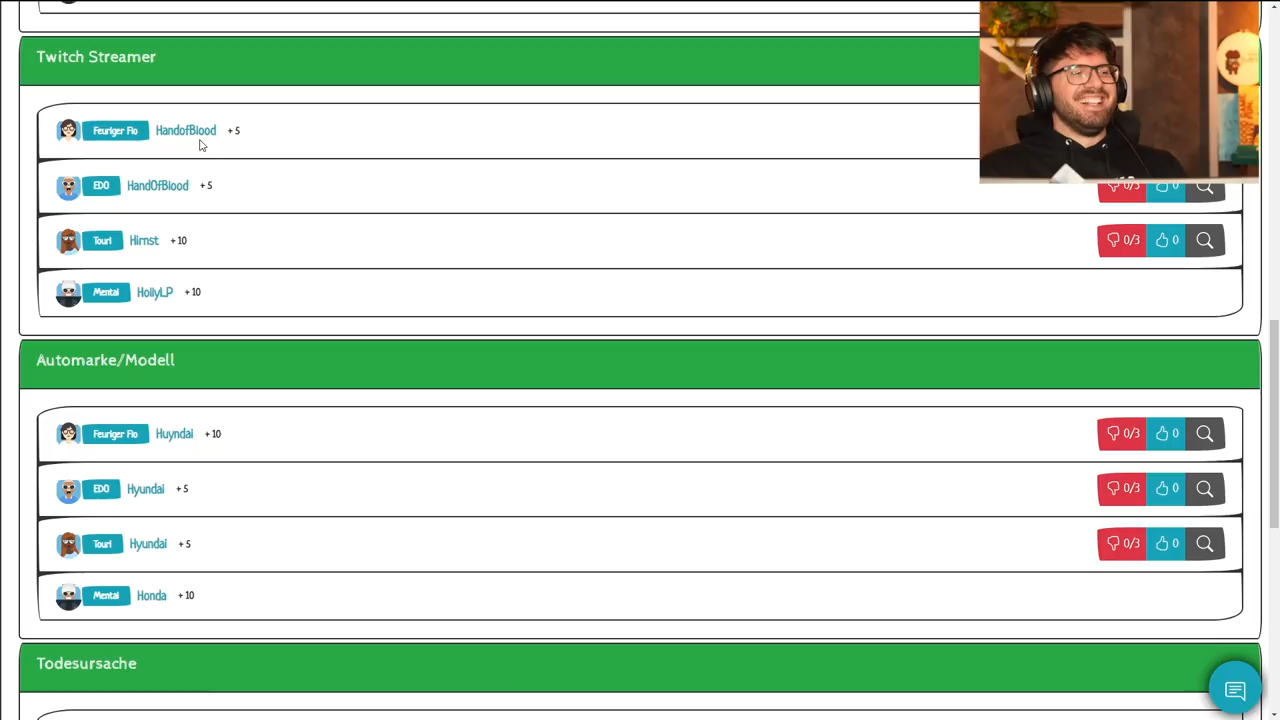 Twitch Streamer
Feuriger Flo HandofBlood + 5
EDO HandOfBlood + 5 0/3 0
Touri Hirnst + 10 0/3 0
Mental HollyLP + 10
Automarke/Modell
Feuriger Flo Huyndai + 10 0/3 0
EDO Hyundai + 5 0/3 0
Touri Hyundai + 5 0/3 0
Mental Honda + 10
Todesursache